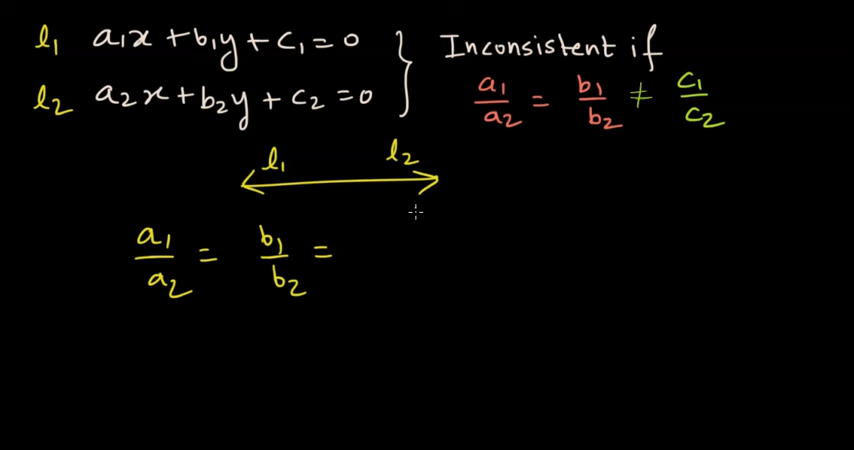 l₁ a₁x + b₁y + c₁ = 0 Inconsistent if
l₂ a₂x + b₂y + c₂ = 0 a₁/a₂ = b₁/b₂ ≠ c₁/c₂
l₁ l₂
a₁/a₂ = b₁/b₂ =